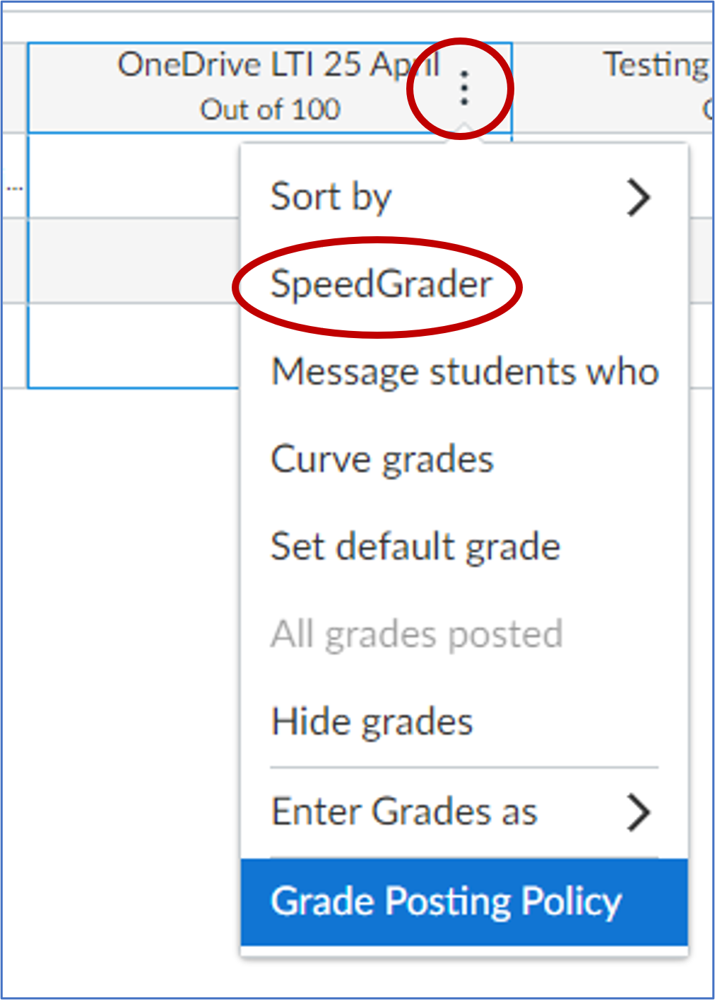 OneDrive LTI 25 April
Testing
Out of 100
...
Sort by
SpeedGrader
Message students who
Curve grades
Set default grade
All grades posted
Hide grades
Enter Grades as
Grade Posting Policy